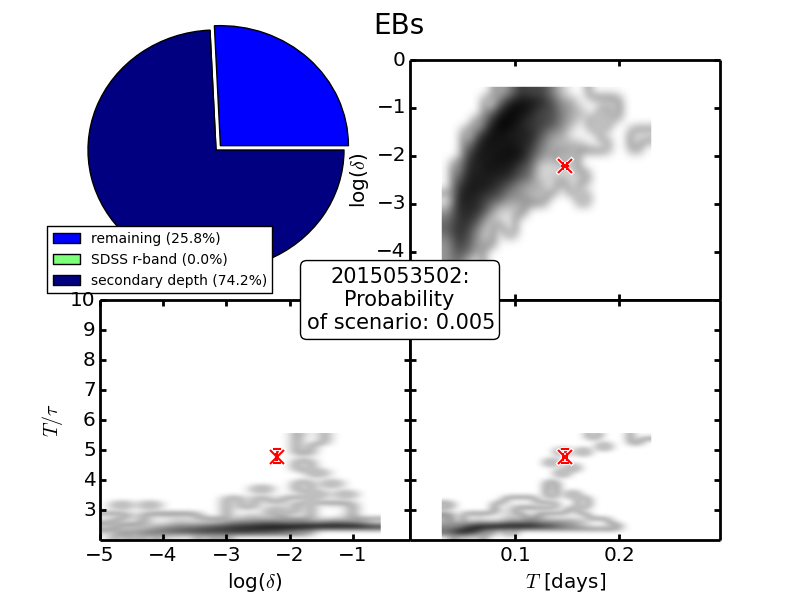 EBs
remaining (25.8%)
SDSS r-band (0.0%)
secondary depth (74.2%)
0
−1
−2
−3
−4
log(δ)
2015053502:
Probability
of scenario: 0.005
10
9
8
7
6
5
4
3
T/τ
−5 −4 −3 −2 −1
log(δ)
0.1 0.2
T [days]